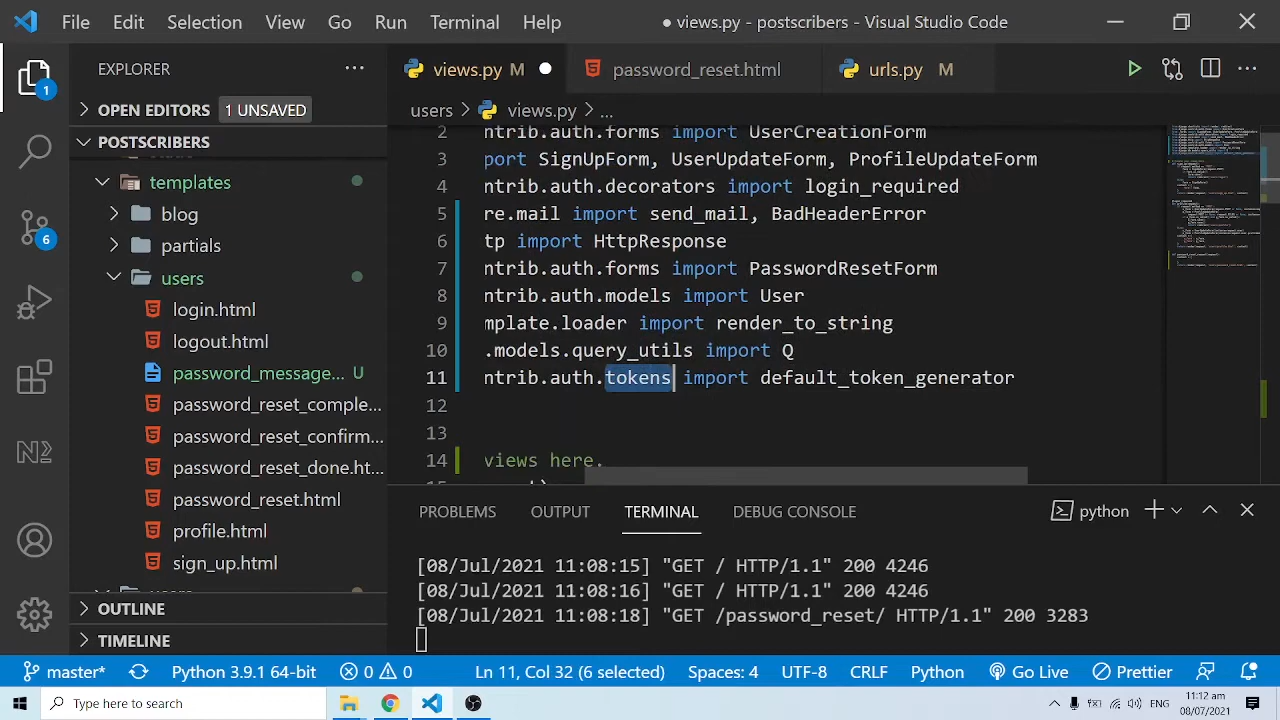 File Edit Selection View Go Run Terminal Help
● views.py - postscribers - Visual Studio Code
EXPLORER
1
OPEN EDITORS 1 UNSAVED
POSTSCRIBERS
templates
blog
partials
users
login.html
logout.html
password_message... U
password_reset_comple...
password_reset_confirm...
password_reset_done.ht...
password_reset.html
profile.html
sign_up.html
OUTLINE
TIMELINE
6
views.py M
password_reset.html
urls.py M
users > views.py > ...
2 ntrib.auth.forms import UserCreationForm
3 port SignUpForm, UserUpdateForm, ProfileUpdateForm
4 ntrib.auth.decorators import login_required
5 re.mail import send_mail, BadHeaderError
6 tp import HttpResponse
7 ntrib.auth.forms import PasswordResetForm
8 ntrib.auth.models import User
9 mplate.loader import render_to_string
10 .models.query_utils import Q
11 ntrib.auth.tokens import default_token_generator
12
13
14 views here.
PROBLEMS OUTPUT TERMINAL DEBUG CONSOLE
python
[08/Jul/2021 11:08:15] "GET / HTTP/1.1" 200 4246
[08/Jul/2021 11:08:16] "GET / HTTP/1.1" 200 4246
[08/Jul/2021 11:08:18] "GET /password_reset/ HTTP/1.1" 200 3283
master* Python 3.9.1 64-bit 0 0 Ln 11, Col 32 (6 selected) Spaces: 4 UTF-8 CRLF Python Go Live Prettier
Type here to search
11:12 am
08/07/2021